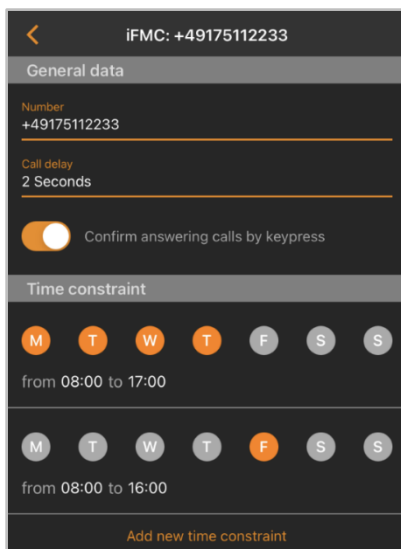 iFMC: +49175112233
General data
Number
+49175112233
Call delay
2 Seconds
Confirm answering calls by keypress
Time constraint
M T W T F S S
from 08:00 to 17:00
M T W T F S S
from 08:00 to 16:00
Add new time constraint